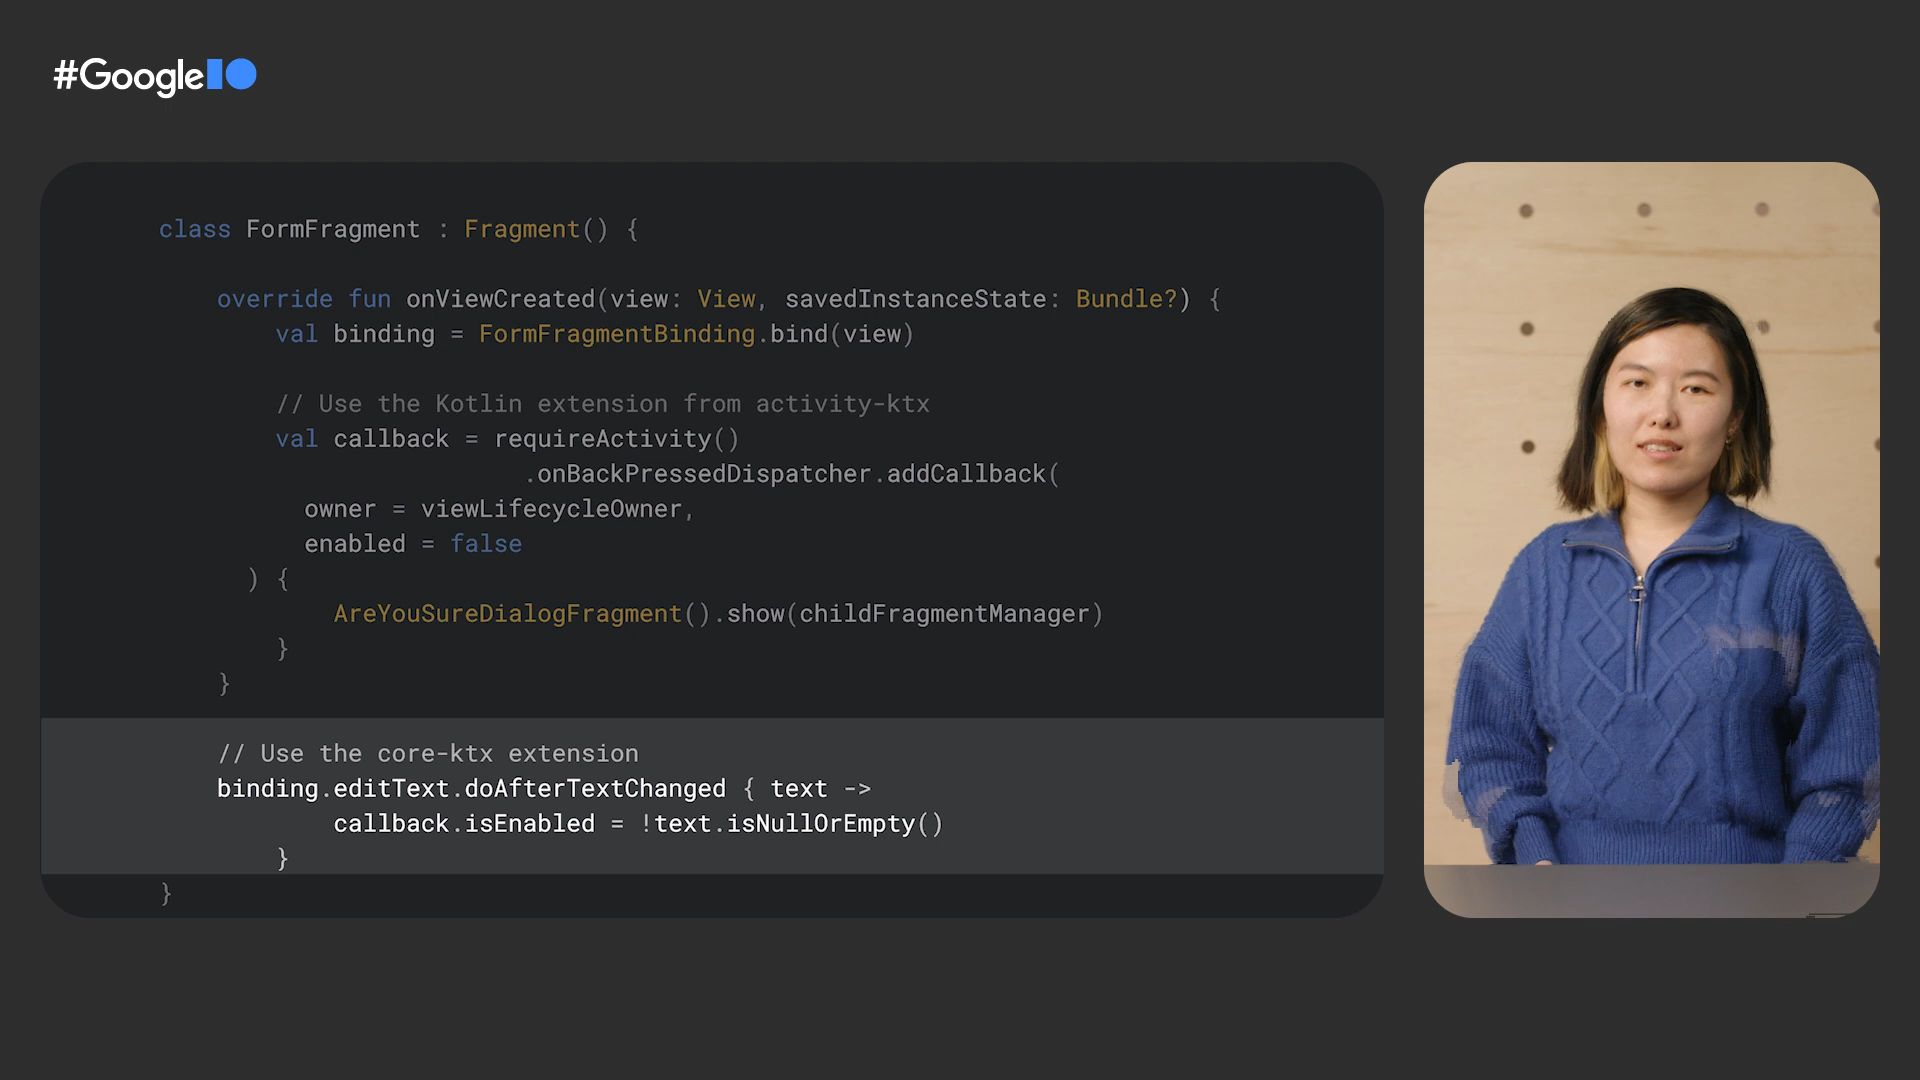 #GoogleIO
class FormFragment : Fragment() {
override fun onViewCreated(view: View, savedInstanceState: Bundle?) {
val binding = FormFragmentBinding.bind(view)
// Use the Kotlin extension from activity-ktx
val callback = requireActivity()
.onBackPressedDispatcher.addCallback(
owner = viewLifecycleOwner,
enabled = false
) {
AreYouSureDialogFragment().show(childFragmentManager)
}
}
// Use the core-ktx extension
binding.editText.doAfterTextChanged { text ->
callback.isEnabled = !text.isNullOrEmpty()
}
}